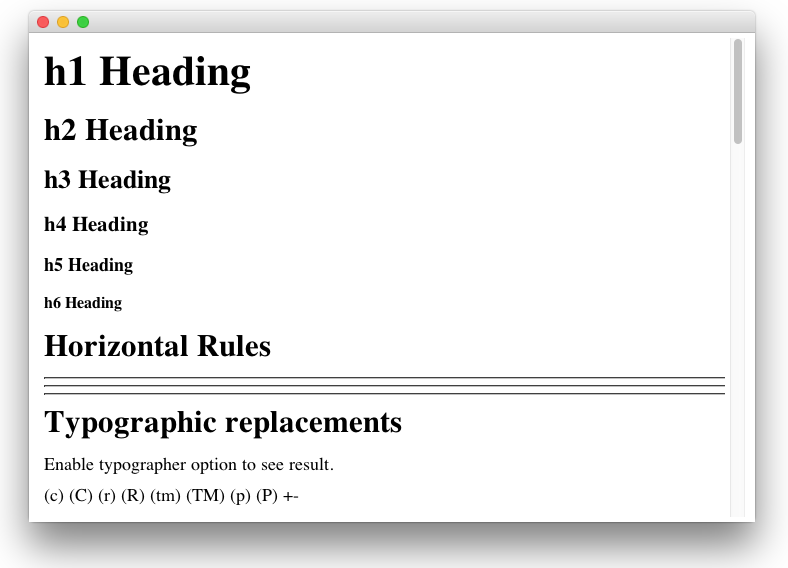 h1 Heading
h2 Heading
h3 Heading
h4 Heading
h5 Heading
h6 Heading
Horizontal Rules
Typographic replacements
Enable typographer option to see result.
(c) (C) (r) (R) (tm) (TM) (p) (P) +-